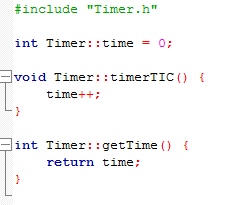 #include "Timer.h"
int Timer::time = 0;
void Timer::timerTIC() {
time++;
}
int Timer::getTime() {
return time;
}